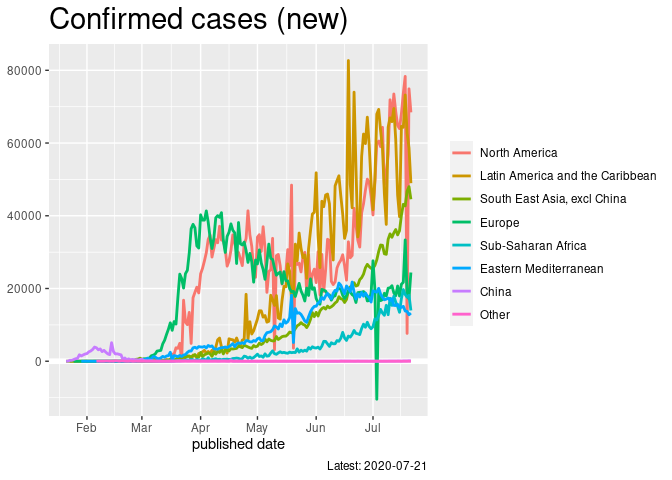 Confirmed cases (new)
80000
60000
40000
20000
0
Feb Mar Apr May Jun Jul
published date
Latest: 2020-07-21
North America
Latin America and the Caribbean
South East Asia, excl China
Europe
Sub-Saharan Africa
Eastern Mediterranean
China
Other